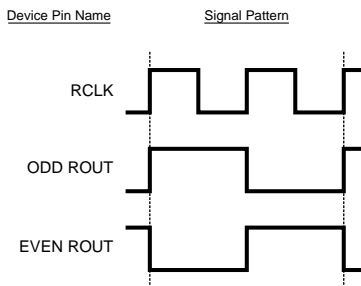 Device Pin Name Signal Pattern
RCLK
ODD ROUT
EVEN ROUT